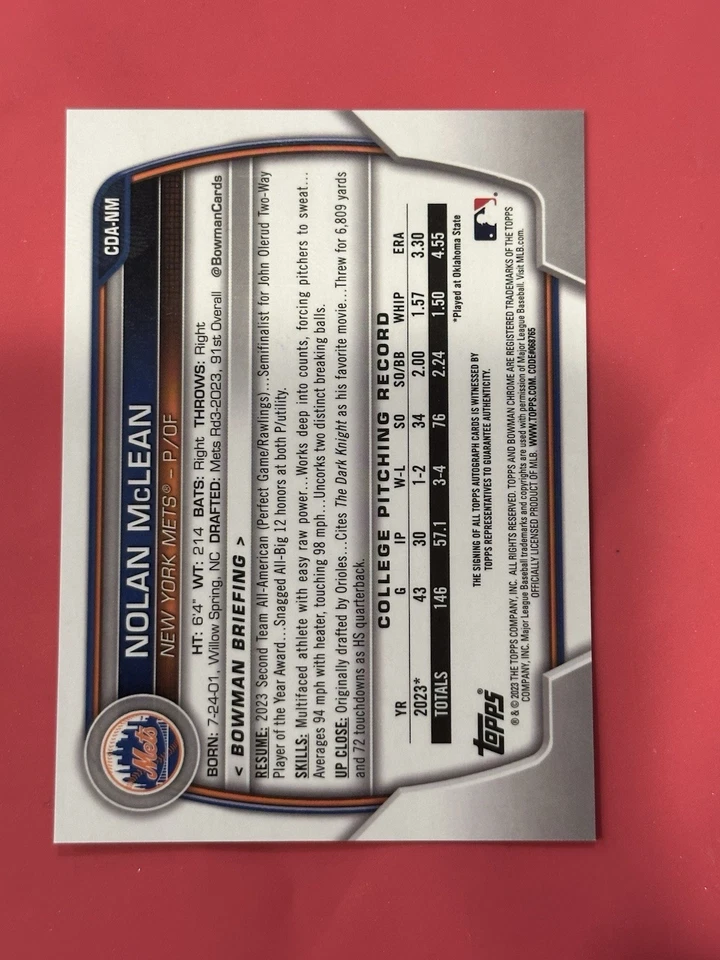 CDA-NM
Mets
NOLAN McLEAN
NEW YORK METS® – P/OF
HT: 6'4" WT: 214 BATS: Right THROWS: Right
BORN: 7-24-01, Willow Spring, NC DRAFTED: Mets Rd3-2023, 91st Overall @BowmanCards
< BOWMAN BRIEFING >
RESUME: 2023 Second Team All-American (Perfect Game/Rawlings)...Semifinalist for John Olerud Two-Way
Player of the Year Award...Snagged All-Big 12 honors at both P/utility.
SKILLS: Multifaced athlete with easy raw power...Works deep into counts, forcing pitchers to sweat...
Averages 94 mph with heater, touching 98 mph...Uncorks two distinct breaking balls.
UP CLOSE: Originally drafted by Orioles...Cites The Dark Knight as his favorite movie...Threw for 6,809 yards
and 72 touchdowns as HS quarterback.
COLLEGE PITCHING RECORD
YR G IP W-L SO SO/BB WHIP ERA
2023* 43 30 1-2 34 2.00 1.57 3.30
TOTALS 146 57.1 3-4 76 2.24 1.50 4.55
*Played at Oklahoma State
THE SIGNING OF ALL TOPPS AUTOGRAPH CARDS IS WITNESSED BY
TOPPS REPRESENTATIVES TO GUARANTEE AUTHENTICITY.
topps®
® & © 2023 THE TOPPS COMPANY, INC. ALL RIGHTS RESERVED. TOPPS AND BOWMAN CHROME ARE REGISTERED TRADEMARKS OF THE TOPPS
COMPANY, INC. Major League Baseball trademarks and copyrights are used with permission of Major League Baseball. Visit MLB.com.
OFFICIALLY LICENSED PRODUCT OF MLB. WWW.TOPPS.COM. CODE#068765